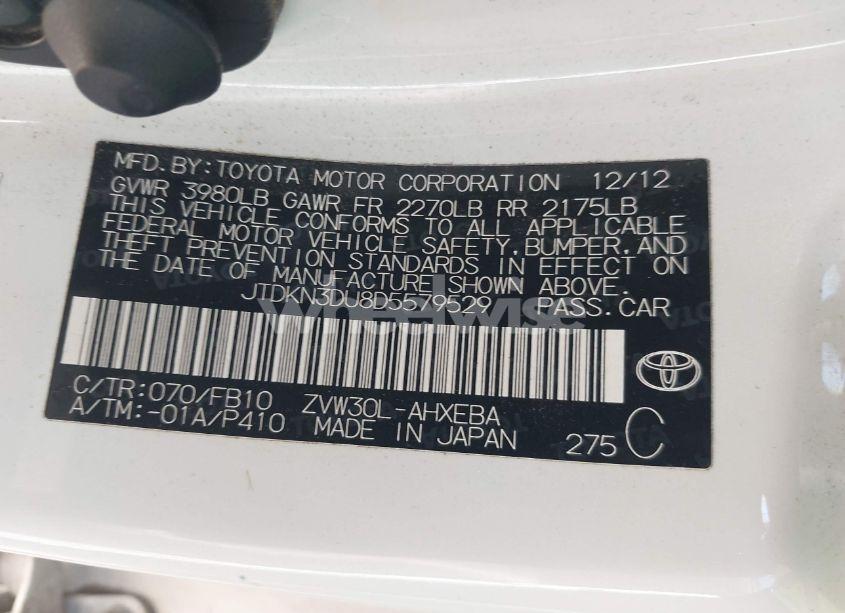 MFD. BY: TOYOTA MOTOR CORPORATION 12/12
GVWR 3980LB GAWR FR 2270LB RR 2175LB
THIS VEHICLE CONFORMS TO ALL APPLICABLE
FEDERAL MOTOR VEHICLE SAFETY, BUMPER, AND
THEFT PREVENTION STANDARDS IN EFFECT ON
THE DATE OF MANUFACTURE SHOWN ABOVE.
JTDKN3DU8D5579529 PASS. CAR
wheelwise
C/TR: 070/FB10 ZVW30L-AHXEBA
A/TM: -01A/P410 MADE IN JAPAN 275 C